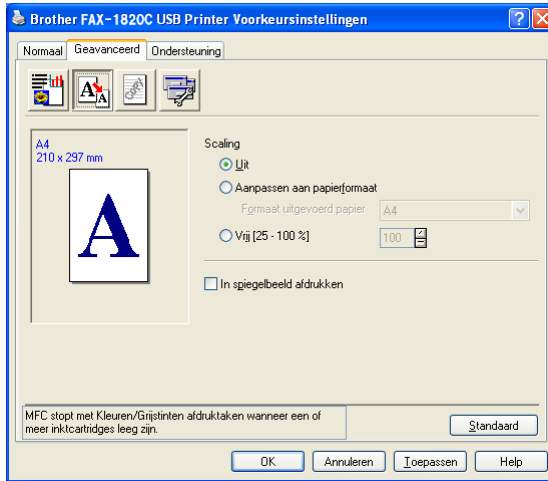 Brother FAX-1820C USB Printer Voorkeursinstellingen
Normaal Geavanceerd Ondersteuning
A A COPY
A4
210 x 297 mm
A
Scaling
Uit
Aanpassen aan papierformaat
Formaat uitgevoerd papier A4
Vrij [25 - 100 %] 100
In spiegelbeeld afdrukken
MFC stopt met Kleuren/Grijstinten afdruktaken wanneer een of
meer inktcartridges leeg zijn.
Standaard
OK Annuleren Toepassen Help